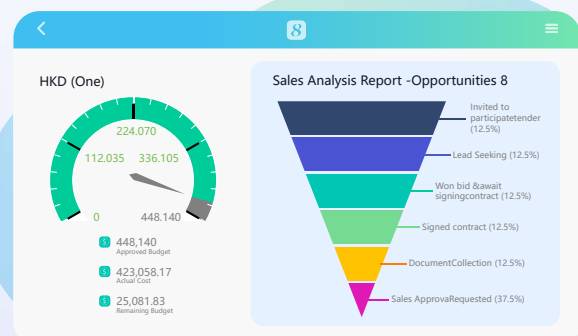 8
HKD (One)
224.070
112.035 336.105
0 448.140
448,140
Approved Budget
423,058.17
Actual Cost
25,081.83
Remaining Budget
Sales Analysis Report -Opportunities 8
Invited to
participatetender
(12.5%)
Lead Seeking (12.5%)
Won bid &await
signingcontract (12.5%)
Signed contract (12.5%)
DocumentCollection (12.5%)
Sales ApprovaRequested (37.5%)